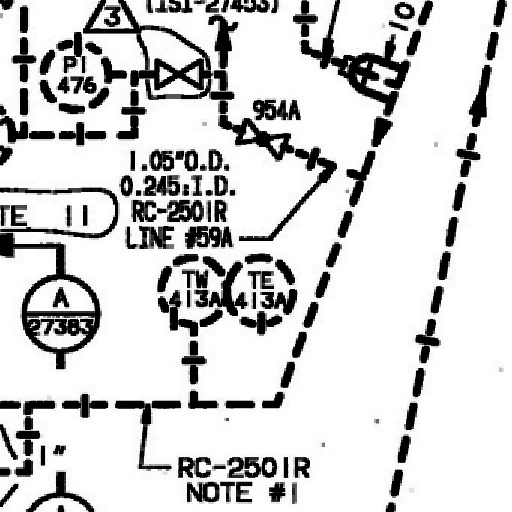 (ISI-27453)
3
10
PI
476
954A
1.05"O.D.
0.245:I.D.
RC-2501R
LINE #59A
TE 11
TW
413A
TE
413A
A
27383
1"
RC-2501R
NOTE #1